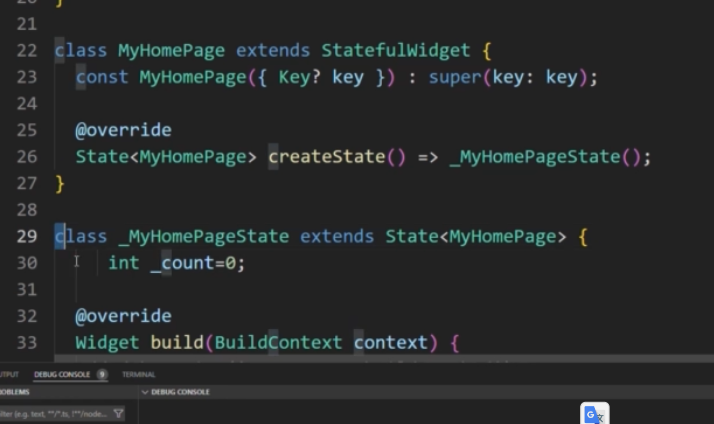 21
22 class MyHomePage extends StatefulWidget {
23 const MyHomePage({ Key? key }) : super(key: key);
24
25 @override
26 State<MyHomePage> createState() => _MyHomePageState();
27 }
28
29 class _MyHomePageState extends State<MyHomePage> {
30 int _count=0;
31
32 @override
33 Widget build(BuildContext context) {
UTPUT DEBUG CONSOLE 9 TERMINAL
ROBLEMS DEBUG CONSOLE
ilter (e.g. text, **/*.ts, !**/node...
G